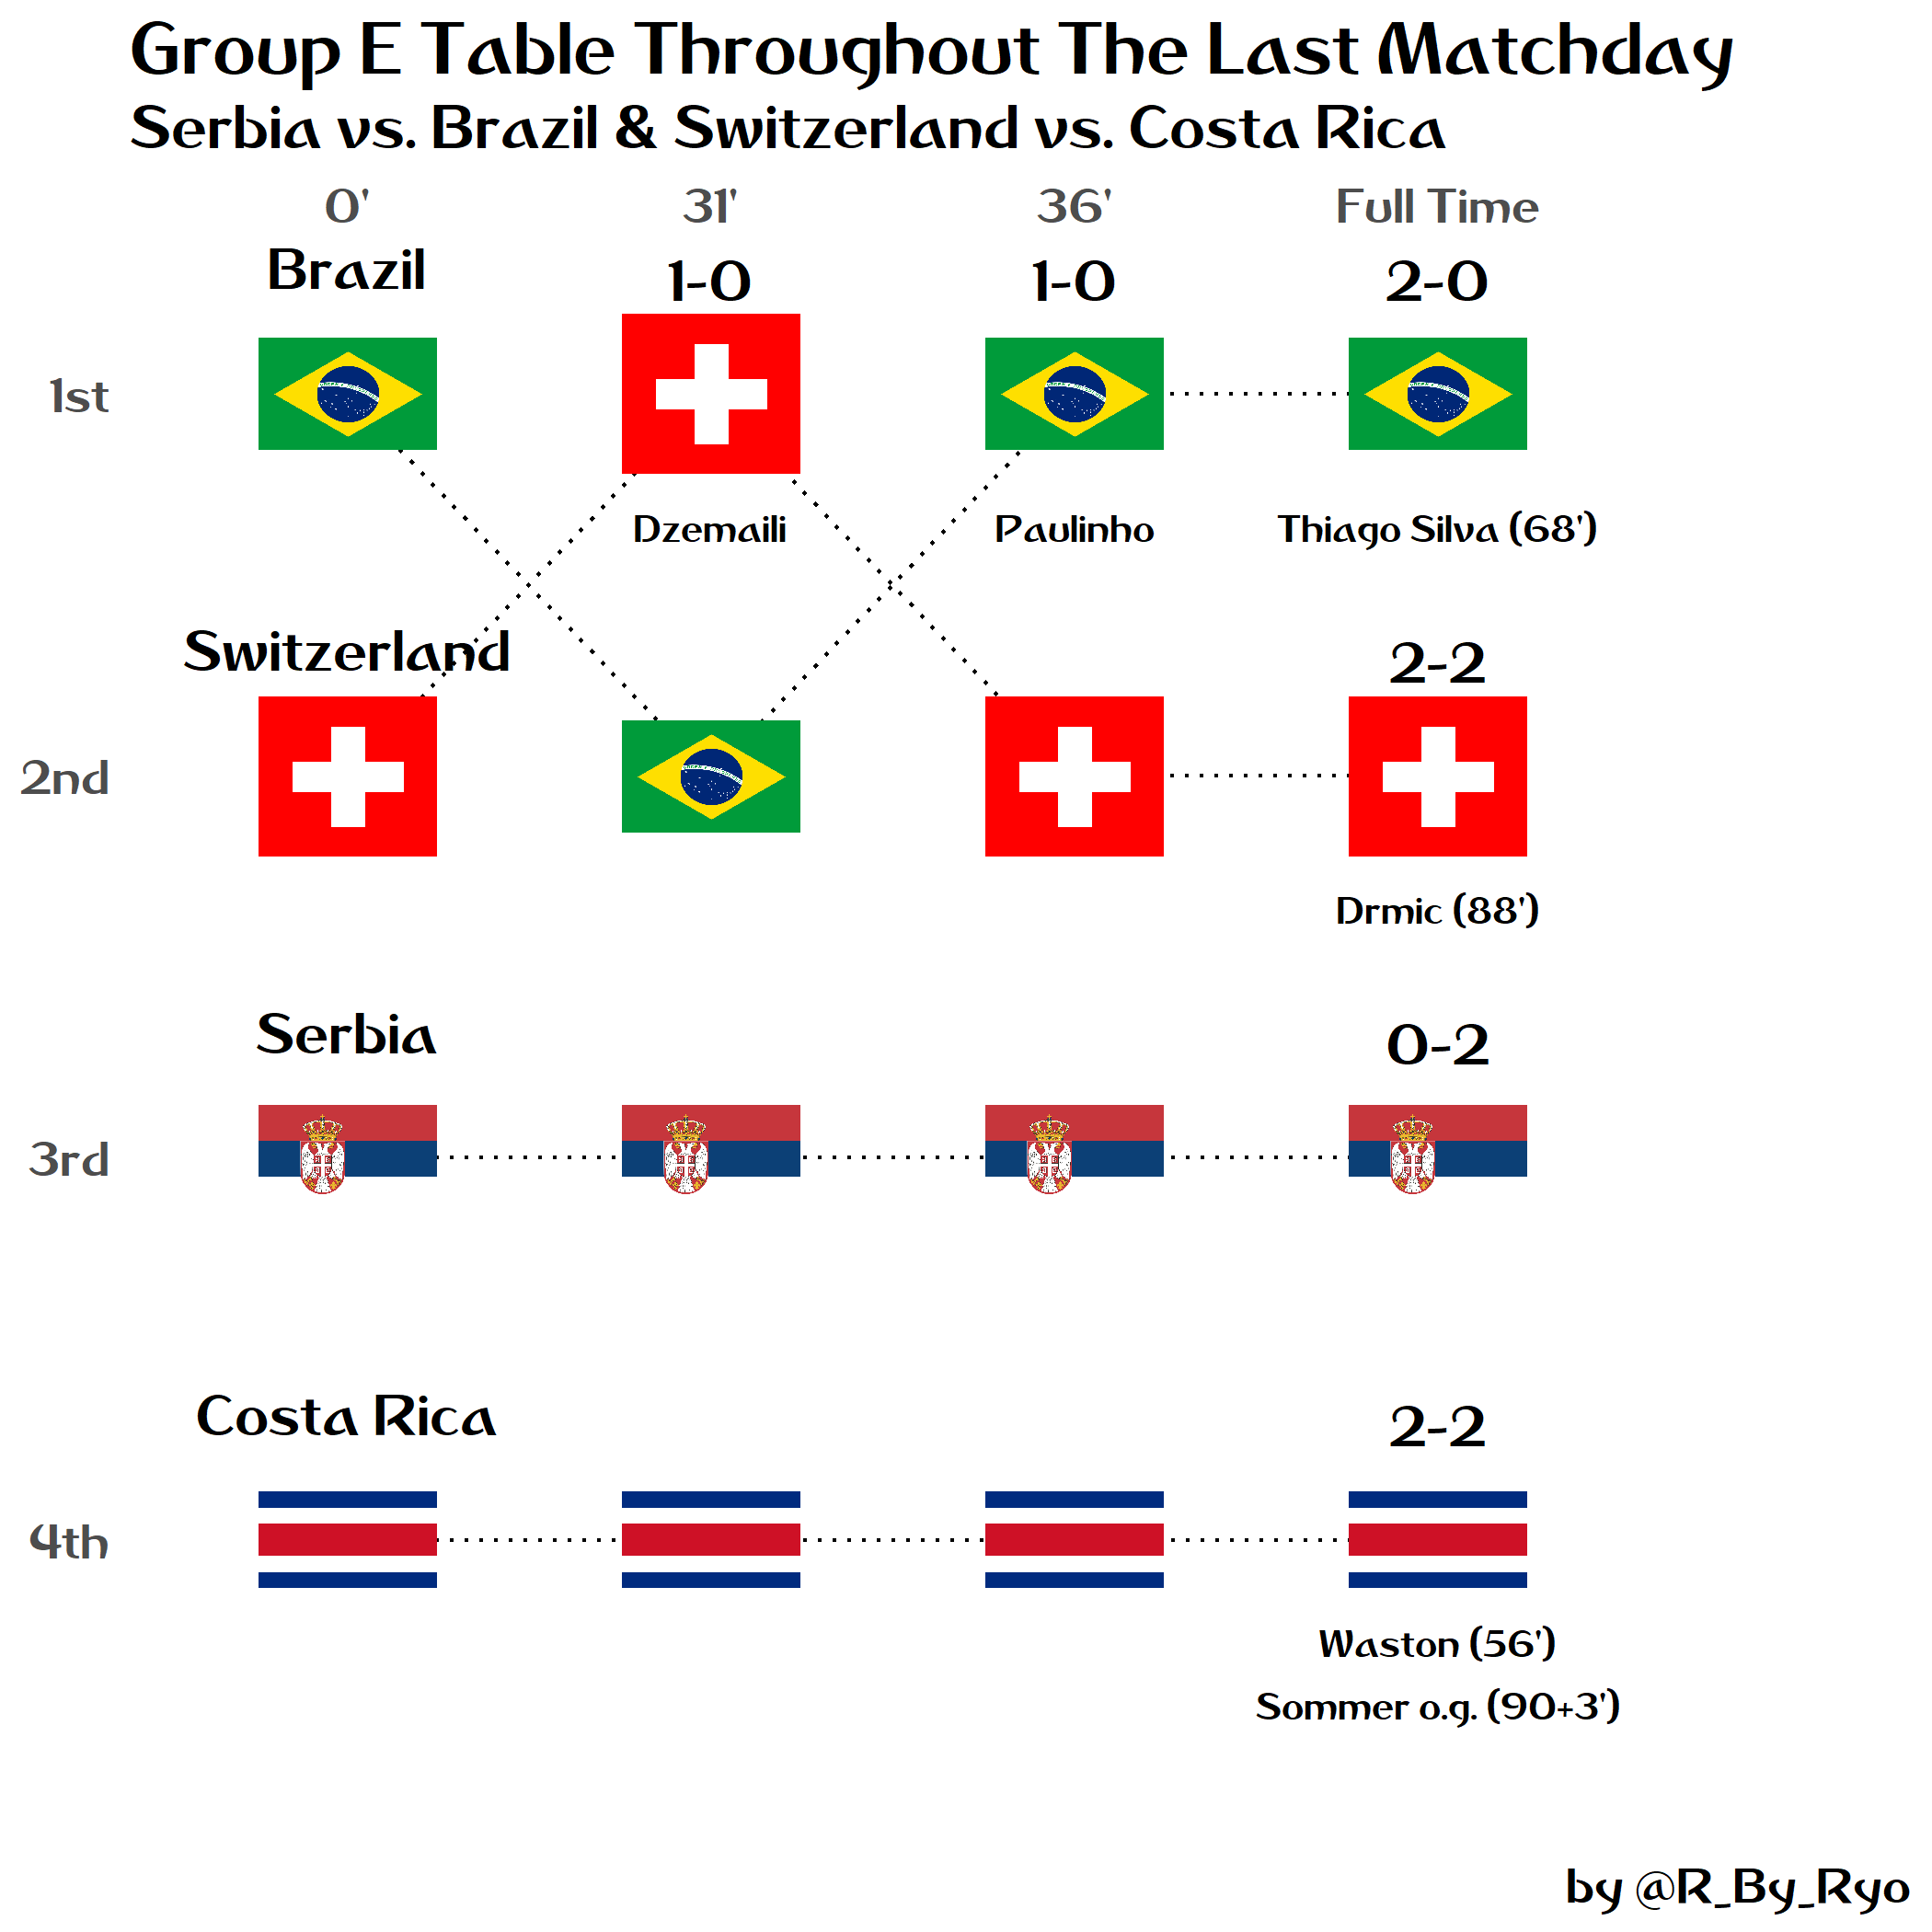 Group E Table Throughout The Last Matchday
Serbia vs. Brazil & Switzerland vs. Costa Rica
0' 31' 36' Full Time
Brazil 1-0 1-0 2-0
1st
Dzemaili Paulinho Thiago Silva (68')
Switzerland 2-2
2nd
Drmic (88')
Serbia 0-2
3rd
Costa Rica 2-2
4th
Waston (56')
Sommer o.g. (90+3')
by @R_By_Ryo